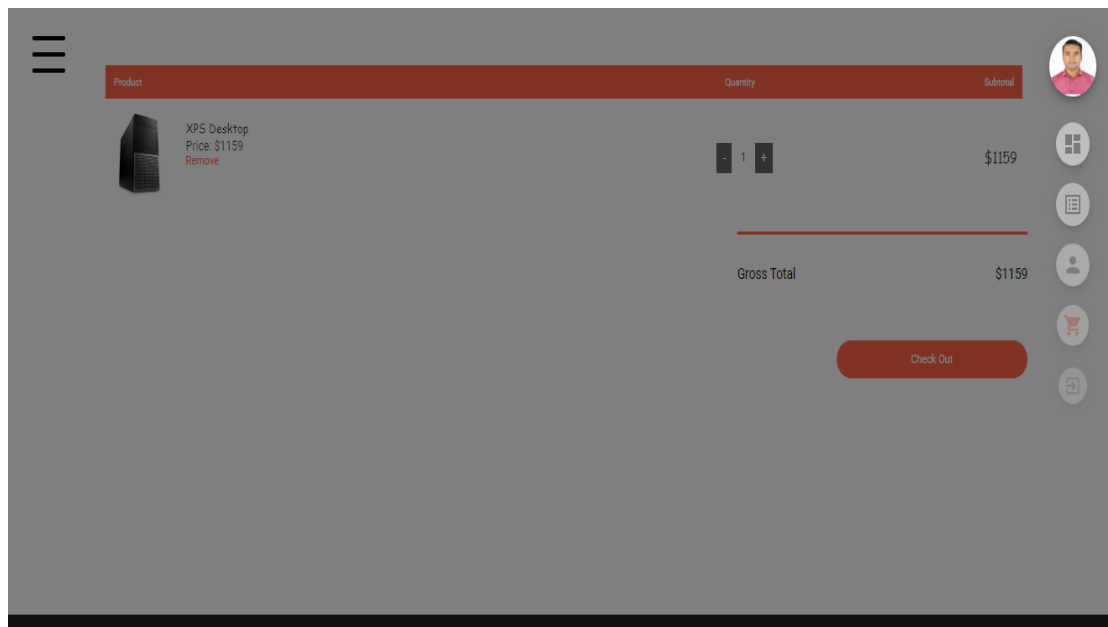 Product Quantity Subtotal
XPS Desktop
Price: $1159
Remove
- 1 +
$1159
Gross Total $1159
Check Out